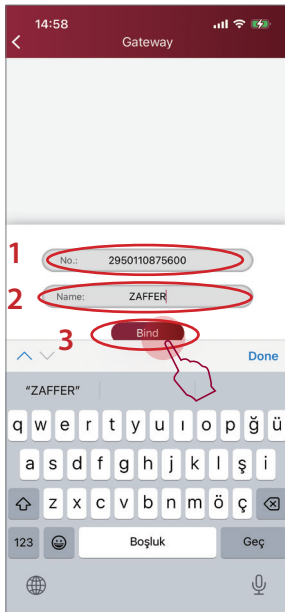 14:58
Gateway
1
No.: 2950110875600
2
Name: ZAFFER
3
Bind
Done
“ZAFFER”
q w e r t y u ı o p ğ ü
a s d f g h j k l ş i
z x c v b n m ö ç
123 Boşluk Geç